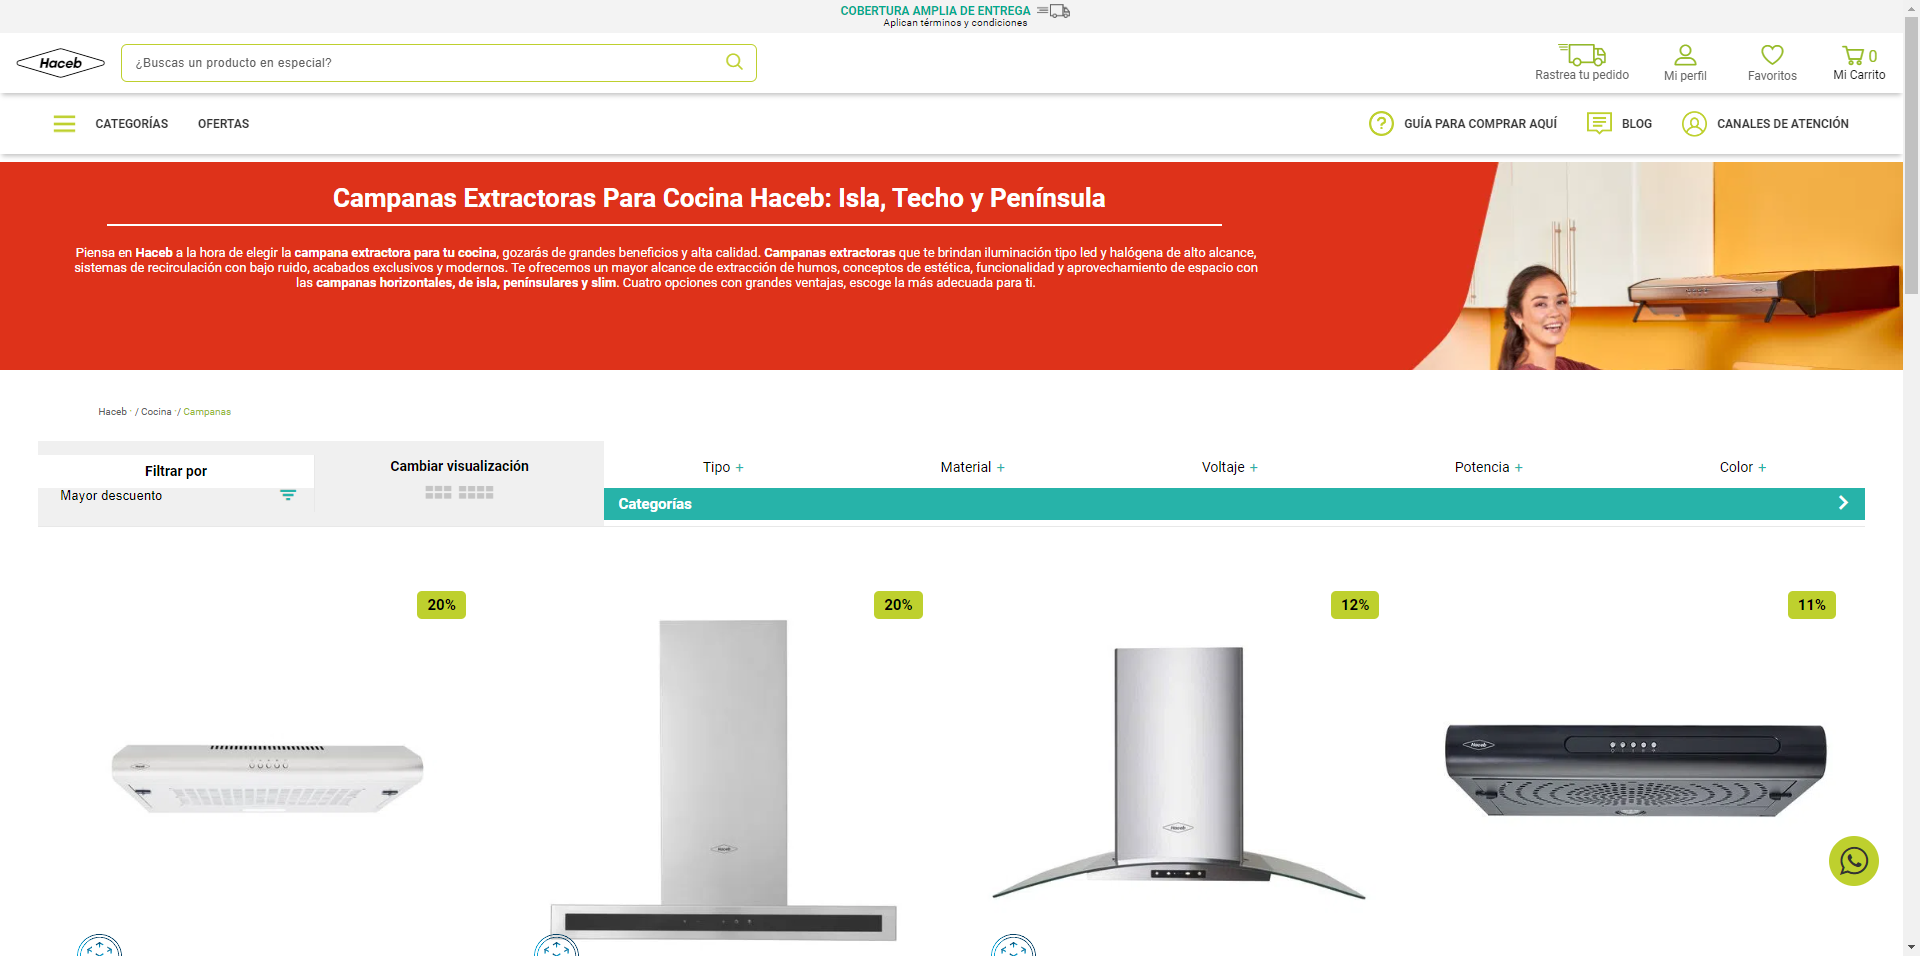 COBERTURA AMPLIA DE ENTREGA
Aplican términos y condiciones
Haceb
¿Buscas un producto en especial?
Rastrea tu pedido
Mi perfil
Favoritos
0
Mi Carrito
CATEGORÍAS
OFERTAS
GUÍA PARA COMPRAR AQUÍ
BLOG
CANALES DE ATENCIÓN
Campanas Extractoras Para Cocina Haceb: Isla, Techo y Península
Piensa en Haceb a la hora de elegir la campana extractora para tu cocina, gozarás de grandes beneficios y alta calidad. Campanas extractoras que te brindan iluminación tipo led y halógena de alto alcance,
sistemas de recirculación con bajo ruido, acabados exclusivos y modernos. Te ofrecemos un mayor alcance de extracción de humos, conceptos de estética, funcionalidad y aprovechamiento de espacio con
las campanas horizontales, de isla, penínsulares y slim. Cuatro opciones con grandes ventajas, escoge la más adecuada para ti.
Haceb / Cocina / Campanas
Filtrar por
Mayor descuento
Cambiar visualización
Tipo +
Material +
Voltaje +
Potencia +
Color +
Categorías
20%
20%
12%
11%
Haceb
Haceb
Haceb
Haceb